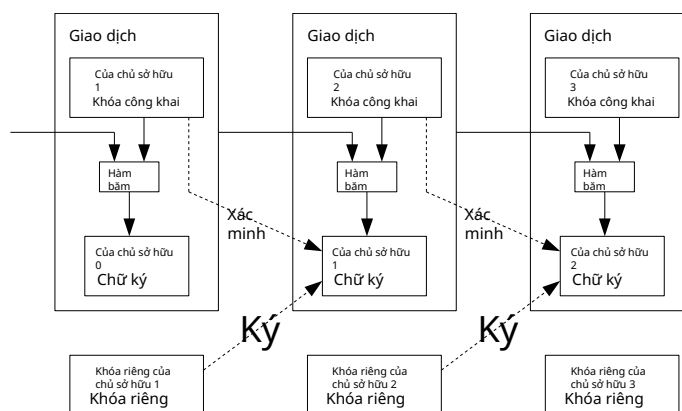 Giao dịch
Của chủ sở hữu
1
Khóa công khai
Hàm
băm
Của chủ sở hữu
0
Chữ ký
Giao dịch
Của chủ sở hữu
2
Khóa công khai
Hàm
băm
Xác
minh
Của chủ sở hữu
1
Chữ ký
Giao dịch
Của chủ sở hữu
3
Khóa công khai
Hàm
băm
Xác
minh
Của chủ sở hữu
2
Chữ ký
Ký
Ký
Khóa riêng của
chủ sở hữu 1
Khóa riêng
Khóa riêng của
chủ sở hữu 2
Khóa riêng
Khóa riêng của
chủ sở hữu 3
Khóa riêng